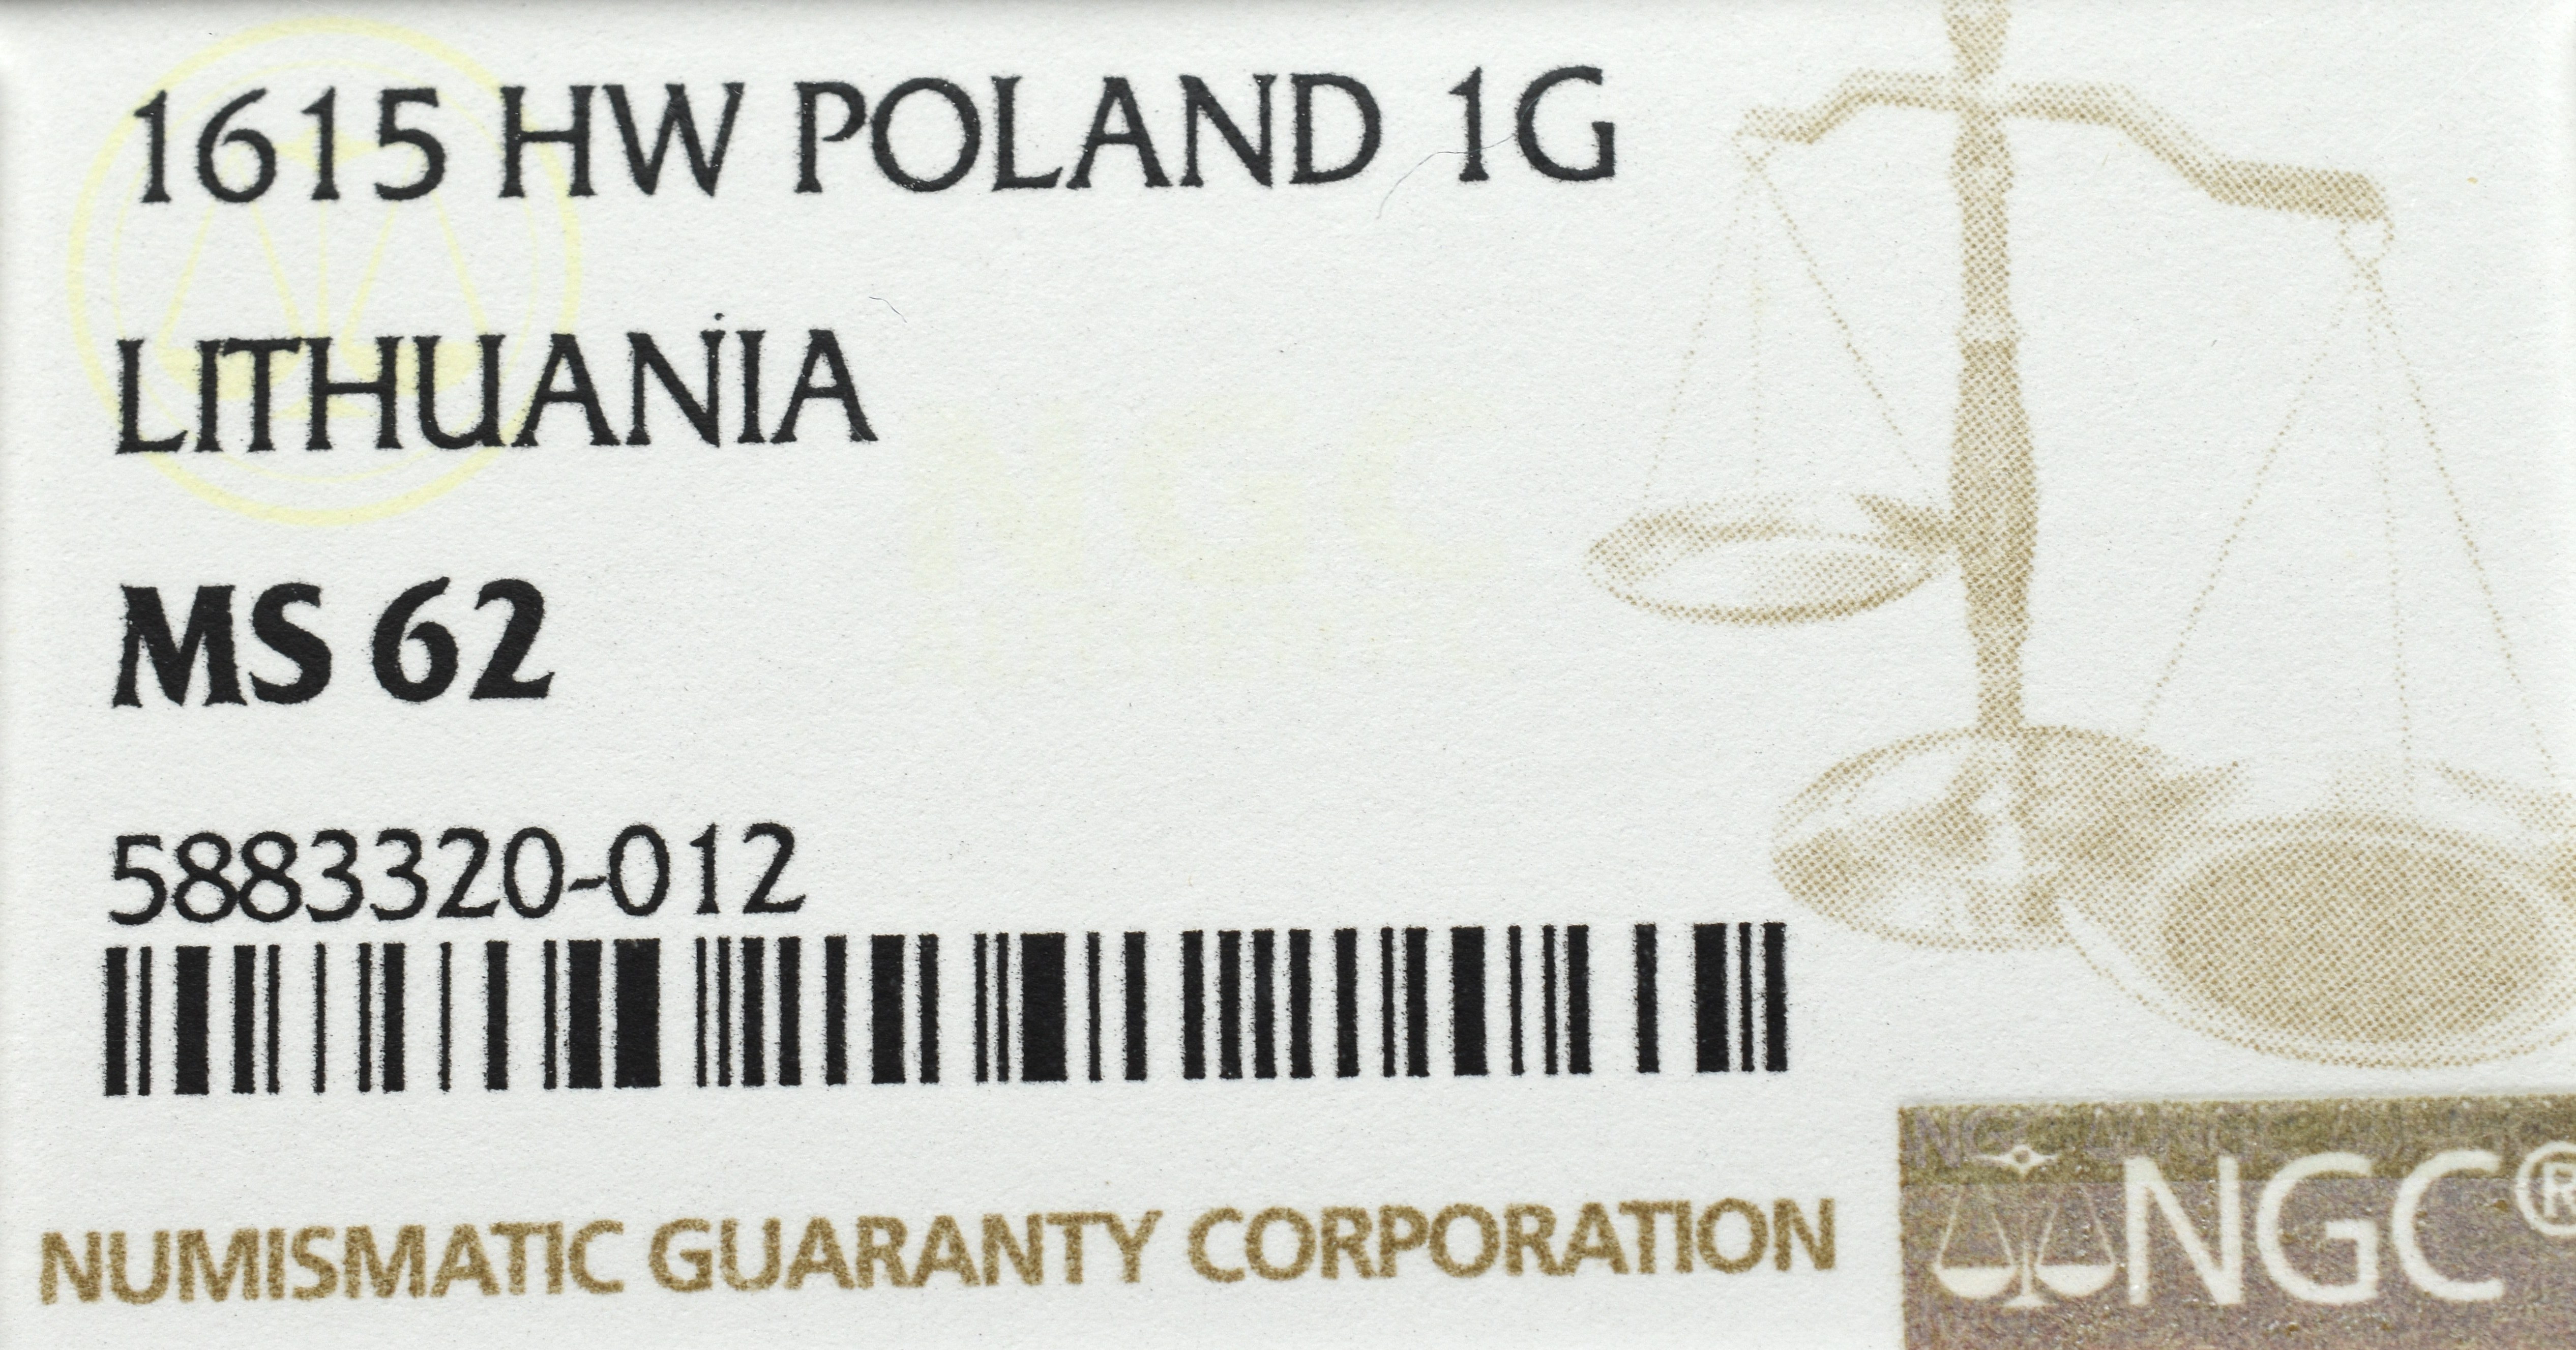 1615 HW POLAND 1G
LITHUANIA
MS 62
5883320-012
NUMISMATIC GUARANTY CORPORATION
NGC®